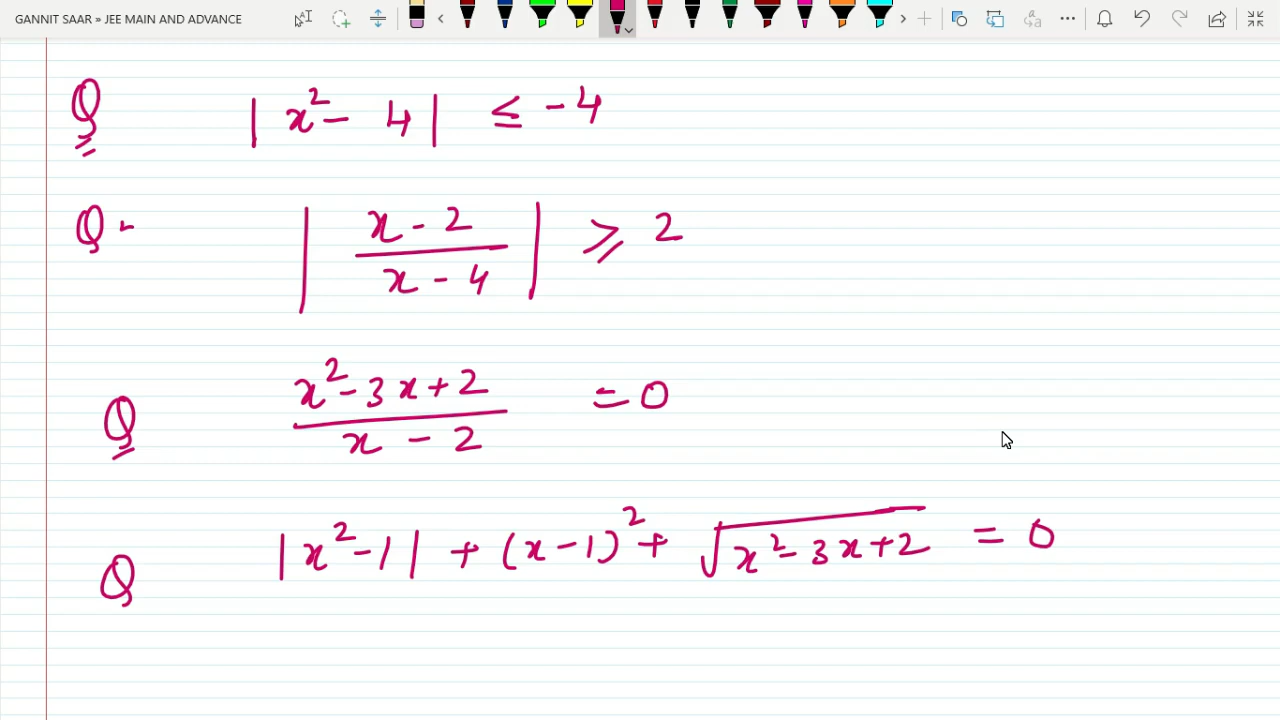 GANNIT SAAR » JEE MAIN AND ADVANCE
Q |x² - 4| ≤ -4
Q. |(x - 2)/(x - 4)| ≥ 2
Q (x² - 3x + 2)/(x - 2) = 0
Q |x² - 1| + (x - 1)² + √(x² - 3x + 2) = 0